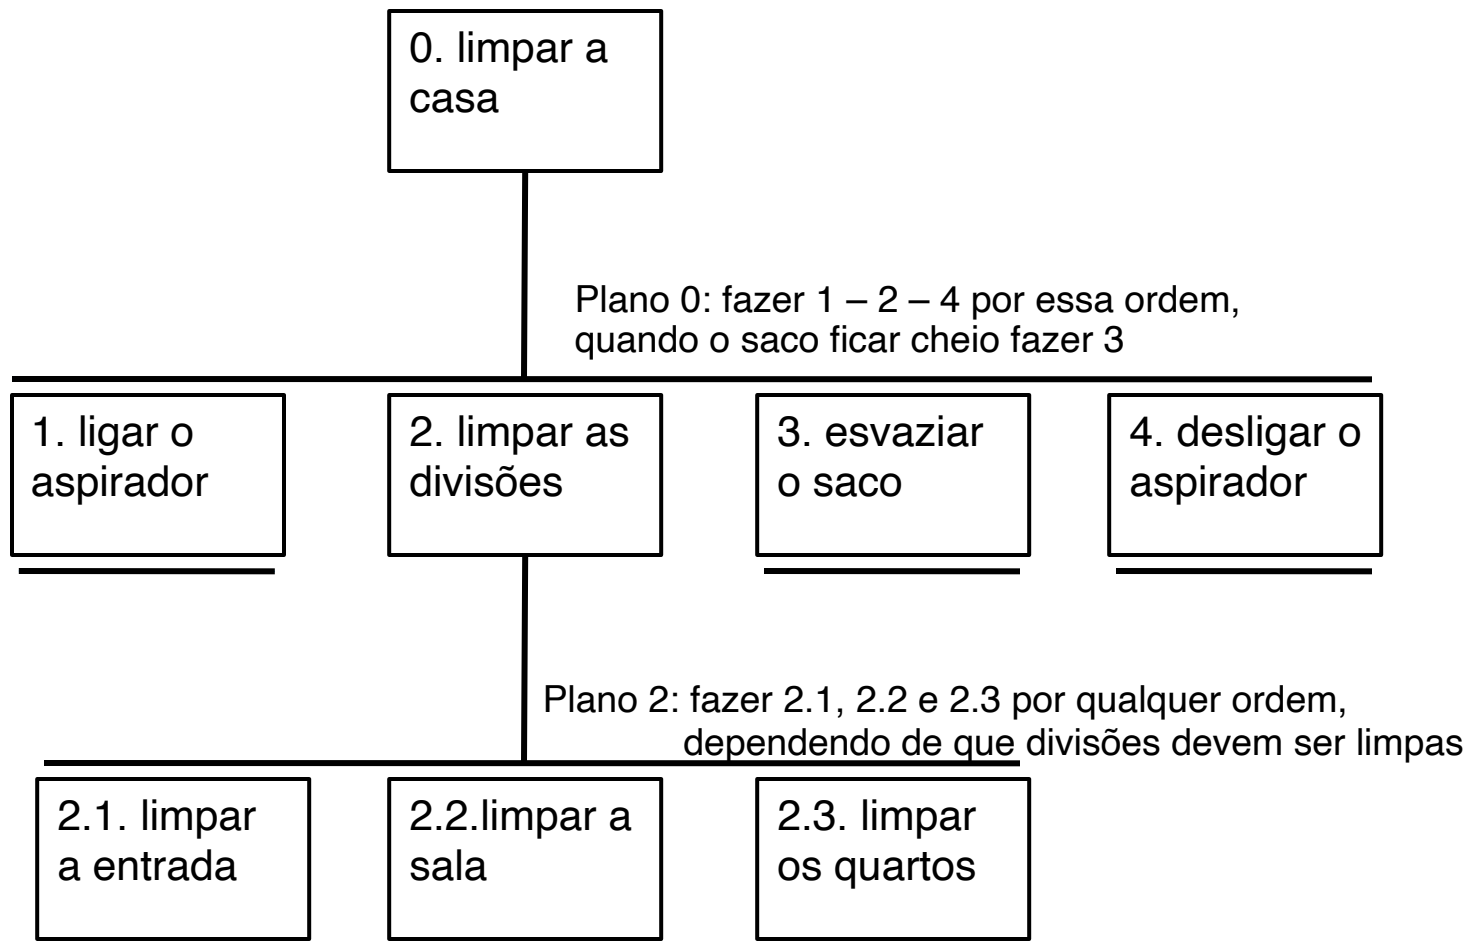 0. limpar a
casa
Plano 0: fazer 1 – 2 – 4 por essa ordem,
quando o saco ficar cheio fazer 3
1. ligar o
aspirador
2. limpar as
divisões
3. esvaziar
o saco
4. desligar o
aspirador
Plano 2: fazer 2.1, 2.2 e 2.3 por qualquer ordem,
dependendo de que divisões devem ser limpas
2.1. limpar
a entrada
2.2.limpar a
sala
2.3. limpar
os quartos